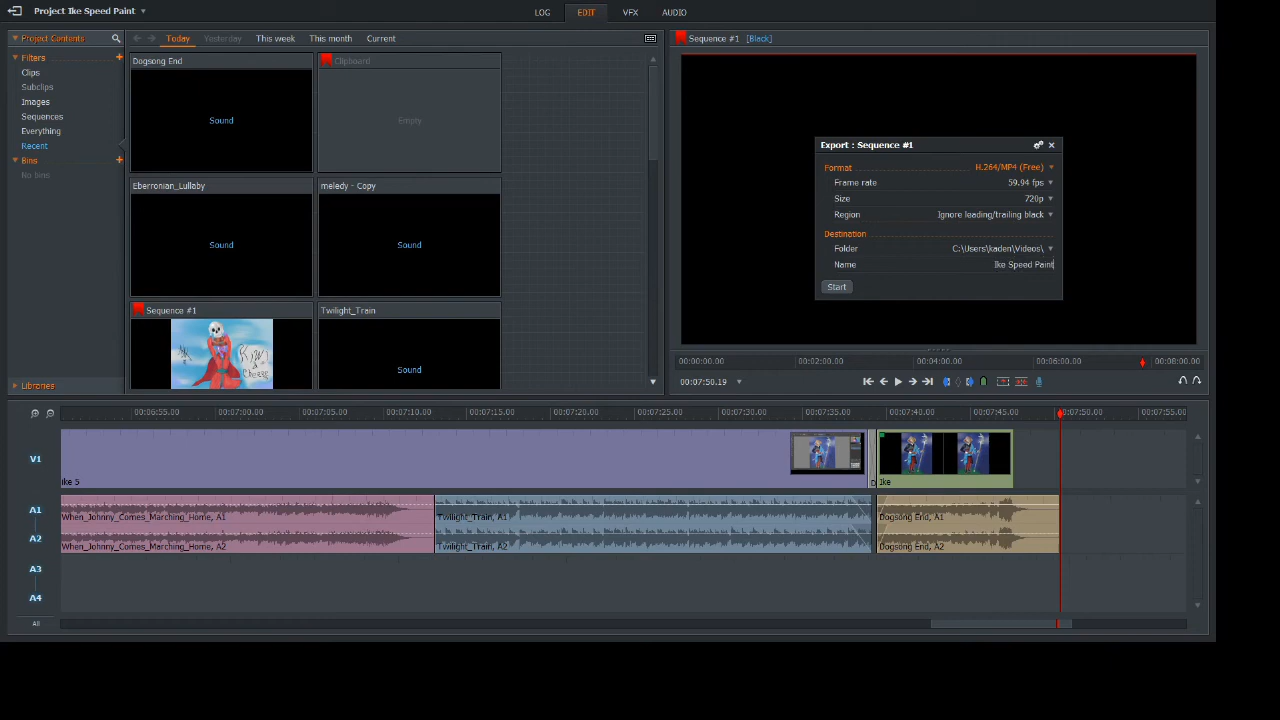 Project Ike Speed Paint
LOG
EDIT
VFX
AUDIO
Project Contents
Filters
Clips
Subclips
Images
Sequences
Everything
Recent
Bins
No bins
Libraries
Today
Yesterday
This week
This month
Current
Dogsong End
Sound
Clipboard
Empty
Eberronian_Lullaby
Sound
meledy - Copy
Sound
Sequence #1
Twilight_Train
Sound
Sequence #1 [Black]
Export : Sequence #1
Format H.264/MP4 (Free)
Frame rate 59.94 fps
Size 720p
Region Ignore leading/trailing black
Destination
Folder C:\Users\kaden\Videos\
Name Ike Speed Paint
Start
00:00:00.00 00:02:00.00 00:04:00.00 00:06:00.00 00:08:00.00
00:07:50.19
00:06:55.00 00:07:00.00 00:07:05.00 00:07:10.00 00:07:15.00 00:07:20.00 00:07:25.00 00:07:30.00 00:07:35.00 00:07:40.00 00:07:45.00 00:07:50.00 00:07:55.00
V1
Ike 5
D
Ike
A1
When_Johnny_Comes_Marching_Home, A1
Twilight_Train, A1
Dogsong End, A1
A2
When_Johnny_Comes_Marching_Home, A2
Twilight_Train, A2
Dogsong End, A2
A3
A4
All